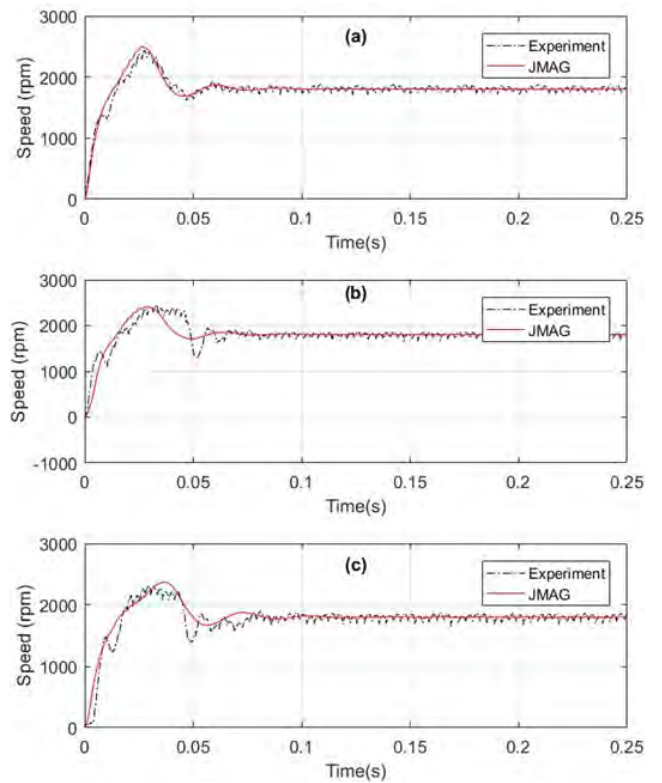 (a)
3000
2000
1000
0
Speed (rpm)
Experiment
JMAG
0 0.05 0.1 0.15 0.2 0.25
Time(s)
(b)
3000
2000
1000
0
-1000
Speed (rpm)
Experiment
JMAG
0 0.05 0.1 0.15 0.2 0.25
Time(s)
(c)
3000
2000
1000
0
Speed (rpm)
Experiment
JMAG
0 0.05 0.1 0.15 0.2 0.25
Time(s)